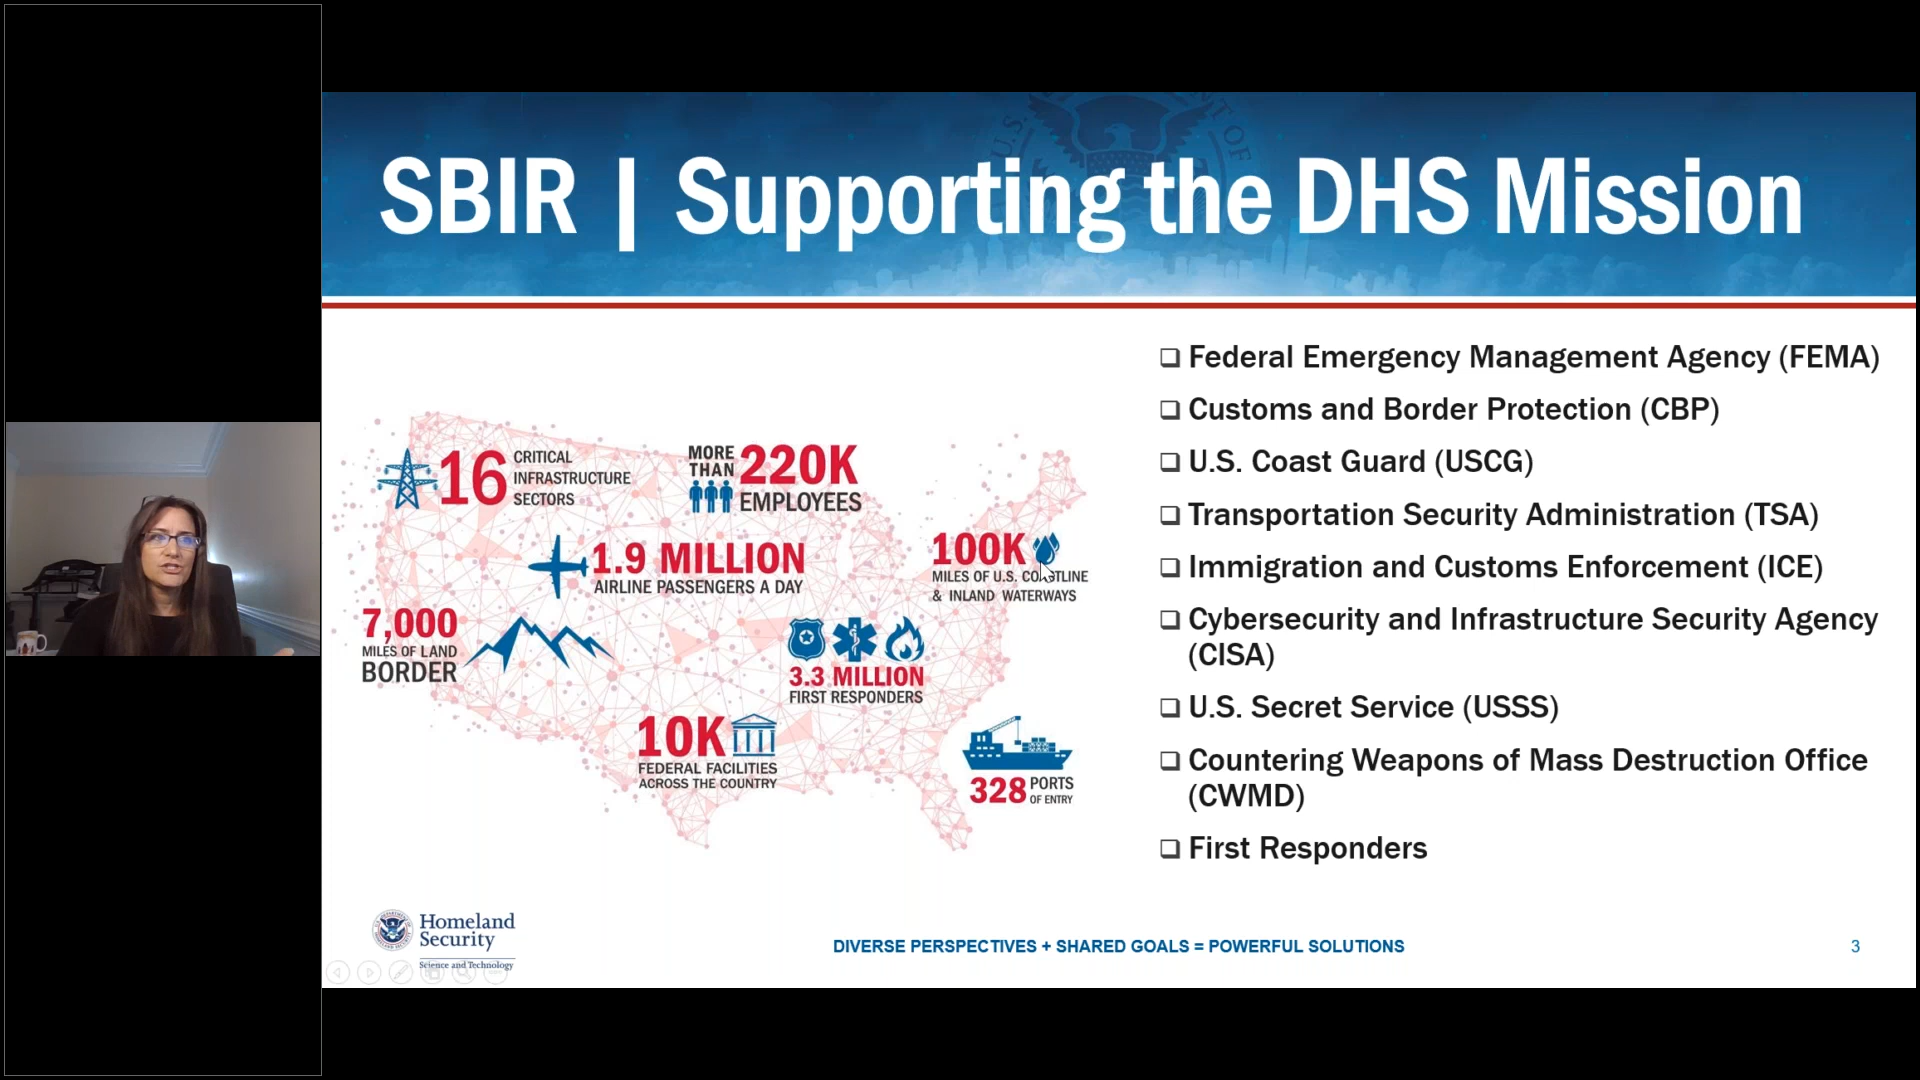 SBIR | Supporting the DHS Mission
16 CRITICAL
INFRASTRUCTURE
SECTORS
MORE
THAN 220K
EMPLOYEES
1.9 MILLION
AIRLINE PASSENGERS A DAY
100K
MILES OF U.S. COASTLINE
& INLAND WATERWAYS
7,000
MILES OF LAND
BORDER
3.3 MILLION
FIRST RESPONDERS
10K
FEDERAL FACILITIES
ACROSS THE COUNTRY
328 PORTS
OF ENTRY
❑ Federal Emergency Management Agency (FEMA)
❑ Customs and Border Protection (CBP)
❑ U.S. Coast Guard (USCG)
❑ Transportation Security Administration (TSA)
❑ Immigration and Customs Enforcement (ICE)
❑ Cybersecurity and Infrastructure Security Agency
(CISA)
❑ U.S. Secret Service (USSS)
❑ Countering Weapons of Mass Destruction Office
(CWMD)
❑ First Responders
Homeland
Security
Science and Technology
DIVERSE PERSPECTIVES + SHARED GOALS = POWERFUL SOLUTIONS
3